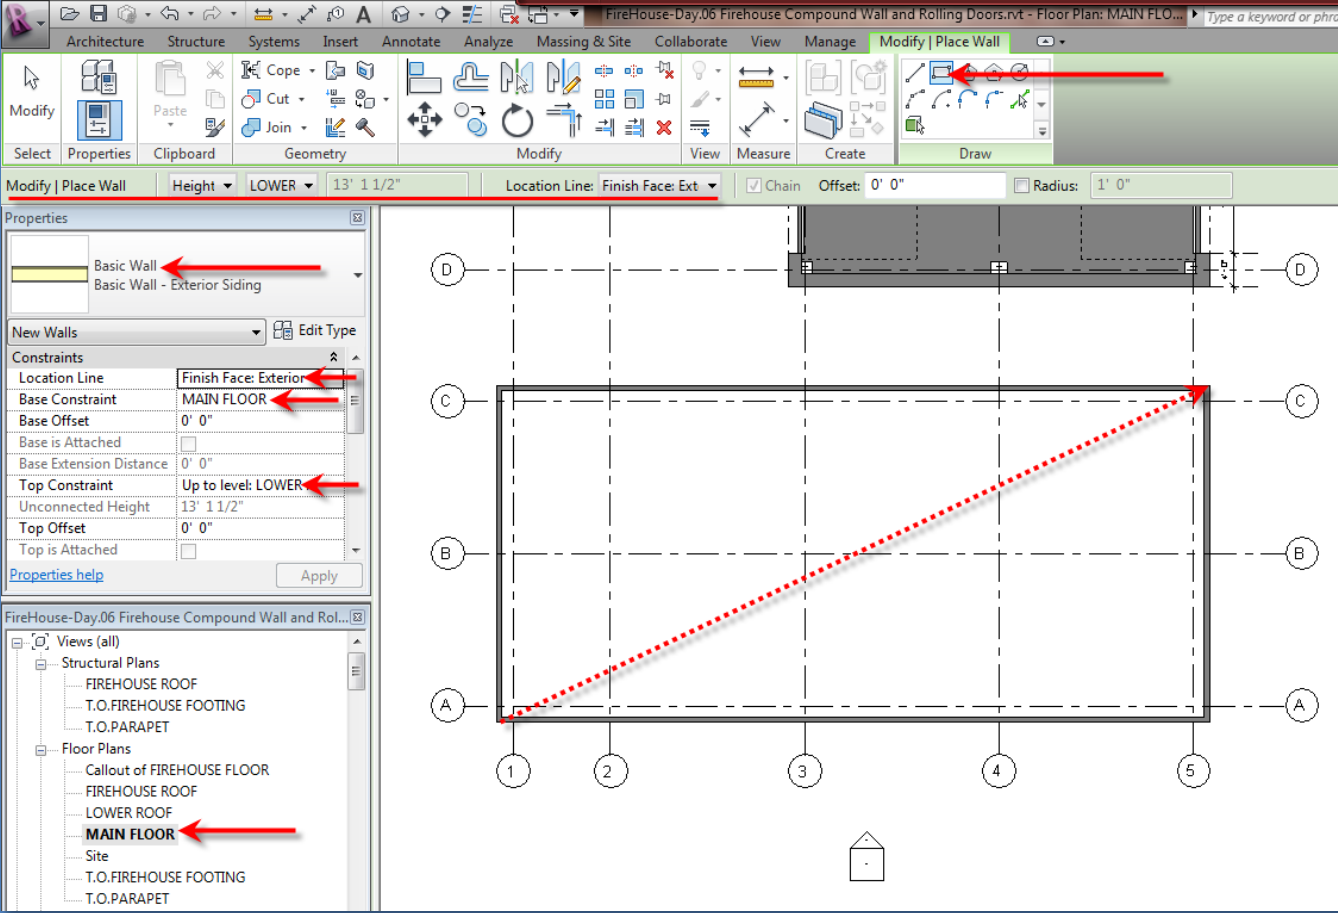 FireHouse-Day.06 Firehouse Compound Wall and Rolling Doors.rvt - Floor Plan: MAIN FLO...
Type a keyword or phra
Architecture Structure Systems Insert Annotate Analyze Massing & Site Collaborate View Manage Modify | Place Wall
Modify Paste Cope
Cut
Join
Select Properties Clipboard Geometry Modify View Measure Create Draw
Modify | Place Wall Height LOWER 13' 1 1/2" Location Line: Finish Face: Ext Chain Offset: 0' 0" Radius: 1' 0"
Properties
Basic Wall
Basic Wall - Exterior Siding
New Walls Edit Type
Constraints
Location Line Finish Face: Exterior
Base Constraint MAIN FLOOR
Base Offset 0' 0"
Base is Attached
Base Extension Distance 0' 0"
Top Constraint Up to level: LOWER
Unconnected Height 13' 1 1/2"
Top Offset 0' 0"
Top is Attached
Properties help Apply
FireHouse-Day.06 Firehouse Compound Wall and Rol...
Views (all)
Structural Plans
FIREHOUSE ROOF
T.O.FIREHOUSE FOOTING
T.O.PARAPET
Floor Plans
Callout of FIREHOUSE FLOOR
FIREHOUSE ROOF
LOWER ROOF
MAIN FLOOR
Site
T.O.FIREHOUSE FOOTING
T.O.PARAPET
D D
C C
B B
A A
1 2 3 4 5